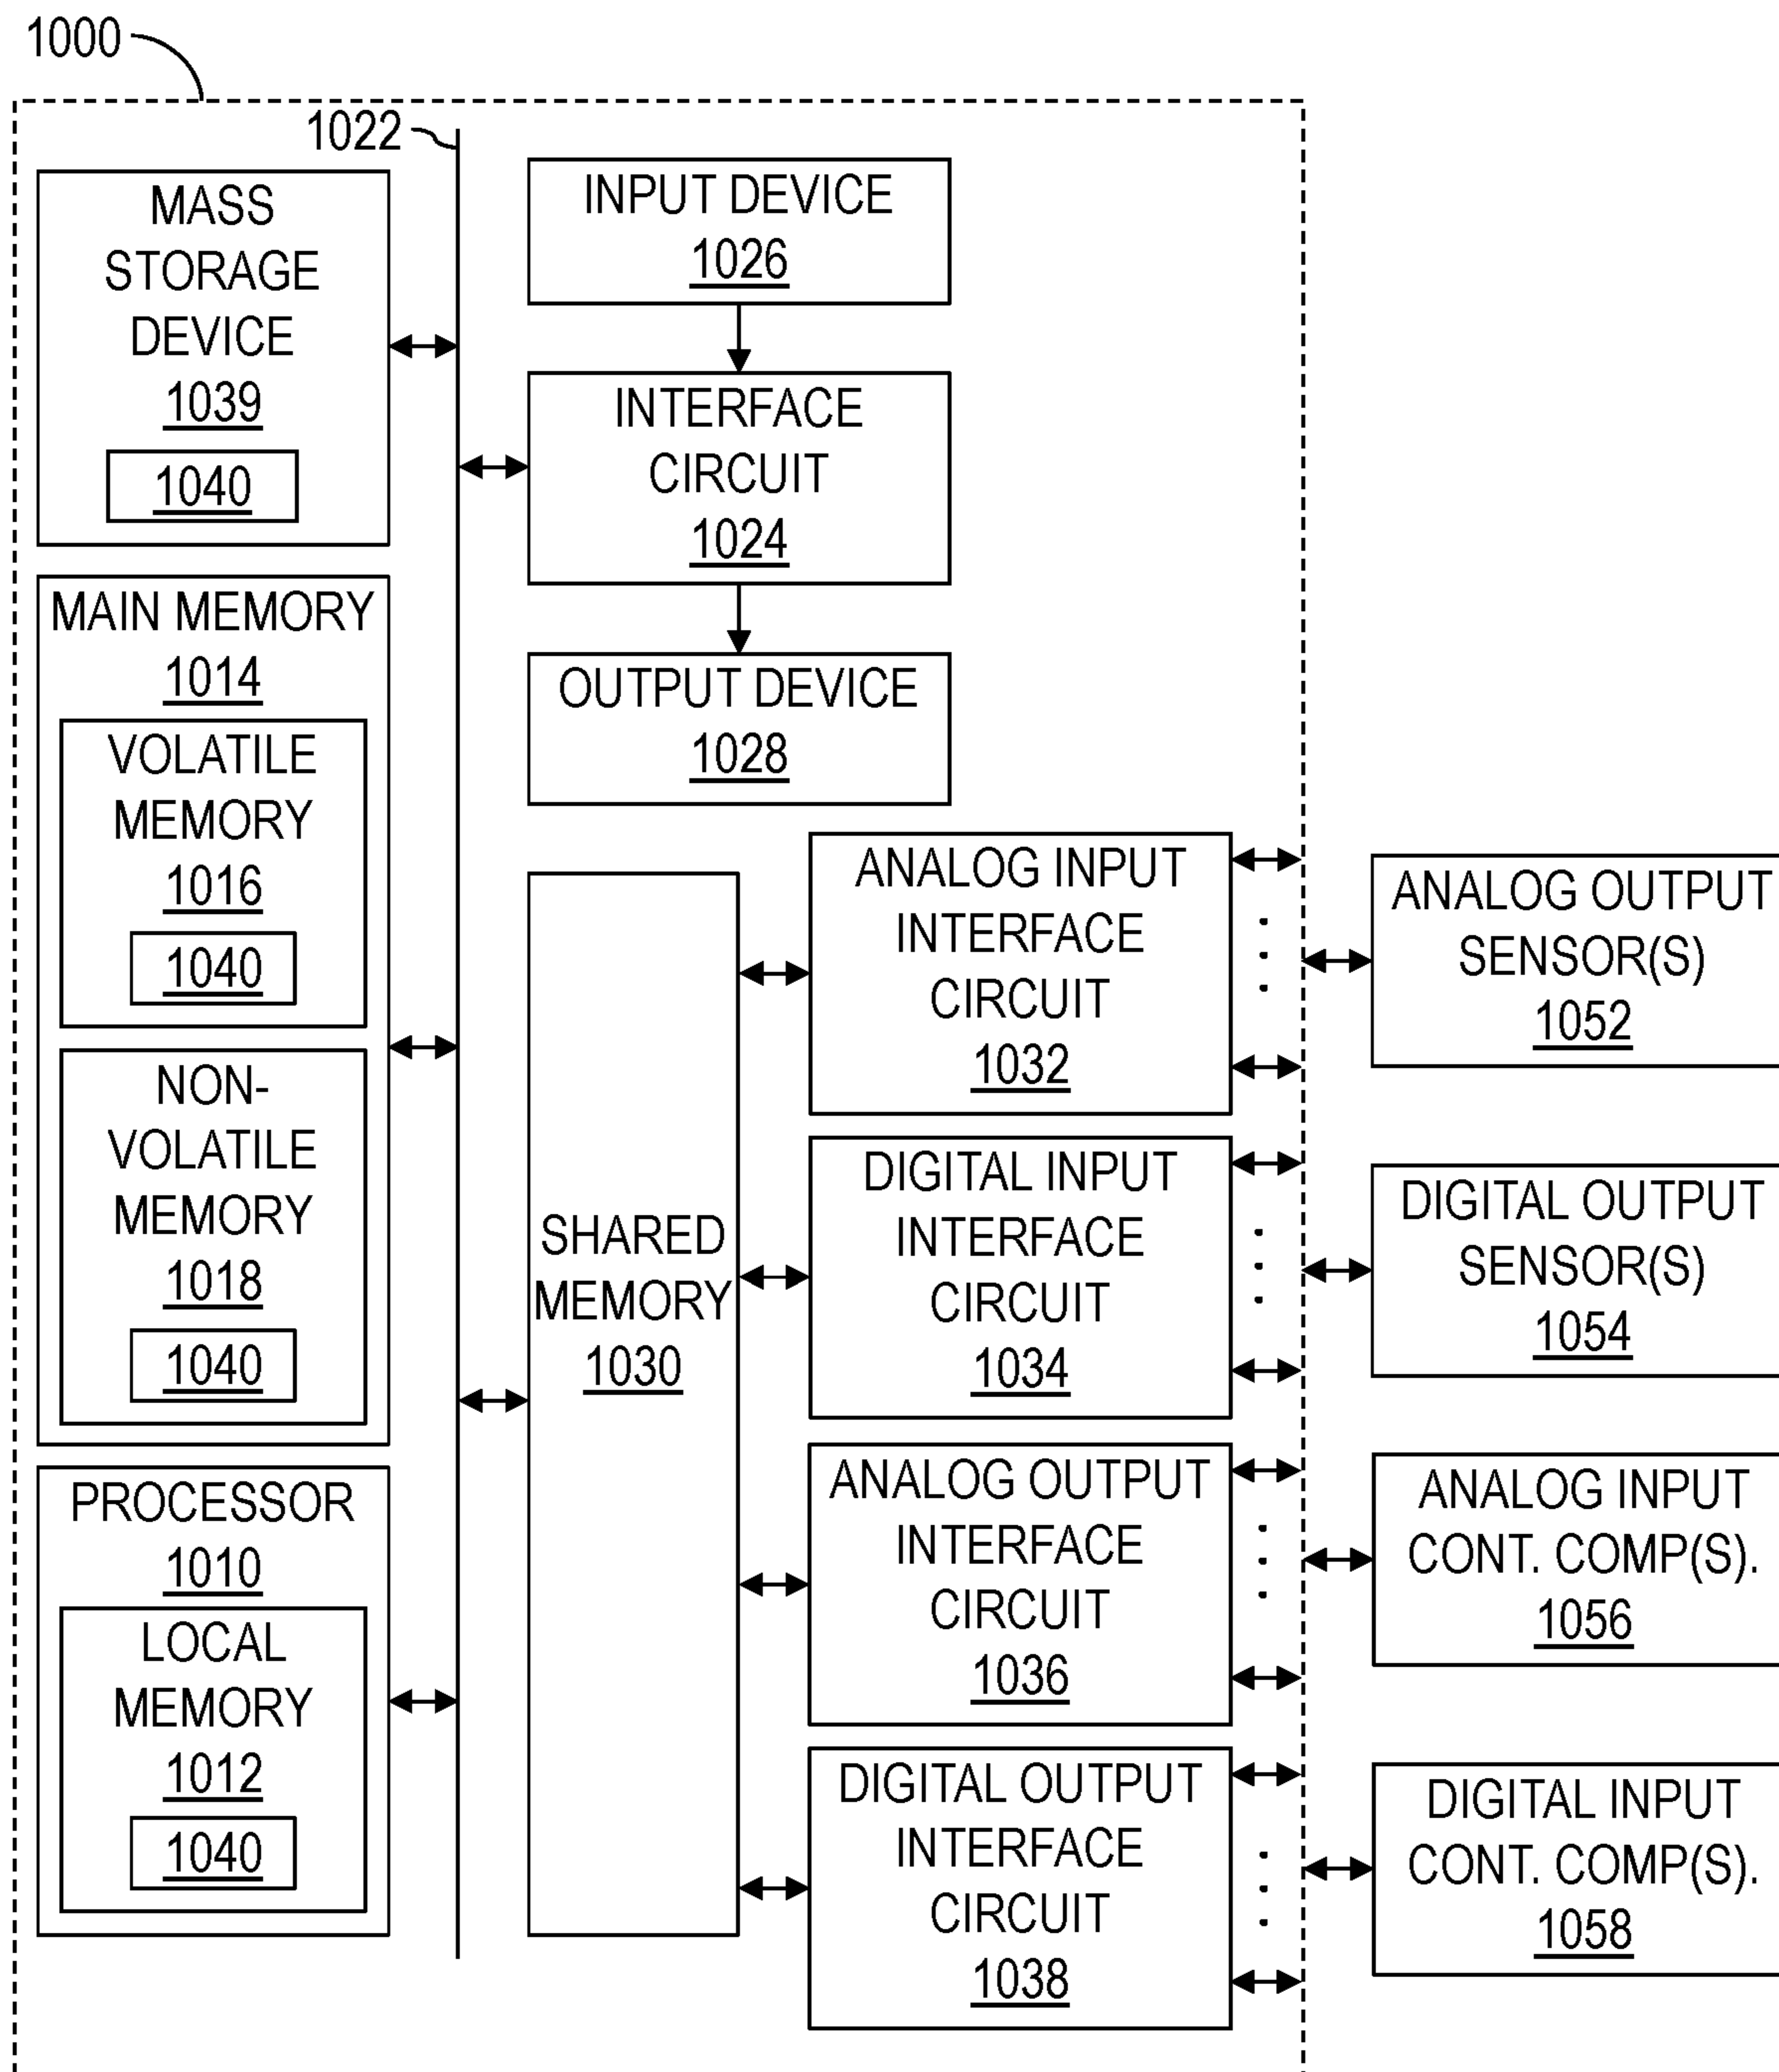 1000
1022
MASS
STORAGE
DEVICE
1039
1040
MAIN MEMORY
1014
VOLATILE
MEMORY
1016
1040
NON-
VOLATILE
MEMORY
1018
1040
PROCESSOR
1010
LOCAL
MEMORY
1012
1040
INPUT DEVICE
1026
INTERFACE
CIRCUIT
1024
OUTPUT DEVICE
1028
SHARED
MEMORY
1030
ANALOG INPUT
INTERFACE
CIRCUIT
1032
DIGITAL INPUT
INTERFACE
CIRCUIT
1034
ANALOG OUTPUT
INTERFACE
CIRCUIT
1036
DIGITAL OUTPUT
INTERFACE
CIRCUIT
1038
ANALOG OUTPUT
SENSOR(S)
1052
DIGITAL OUTPUT
SENSOR(S)
1054
ANALOG INPUT
CONT. COMP(S).
1056
DIGITAL INPUT
CONT. COMP(S).
1058